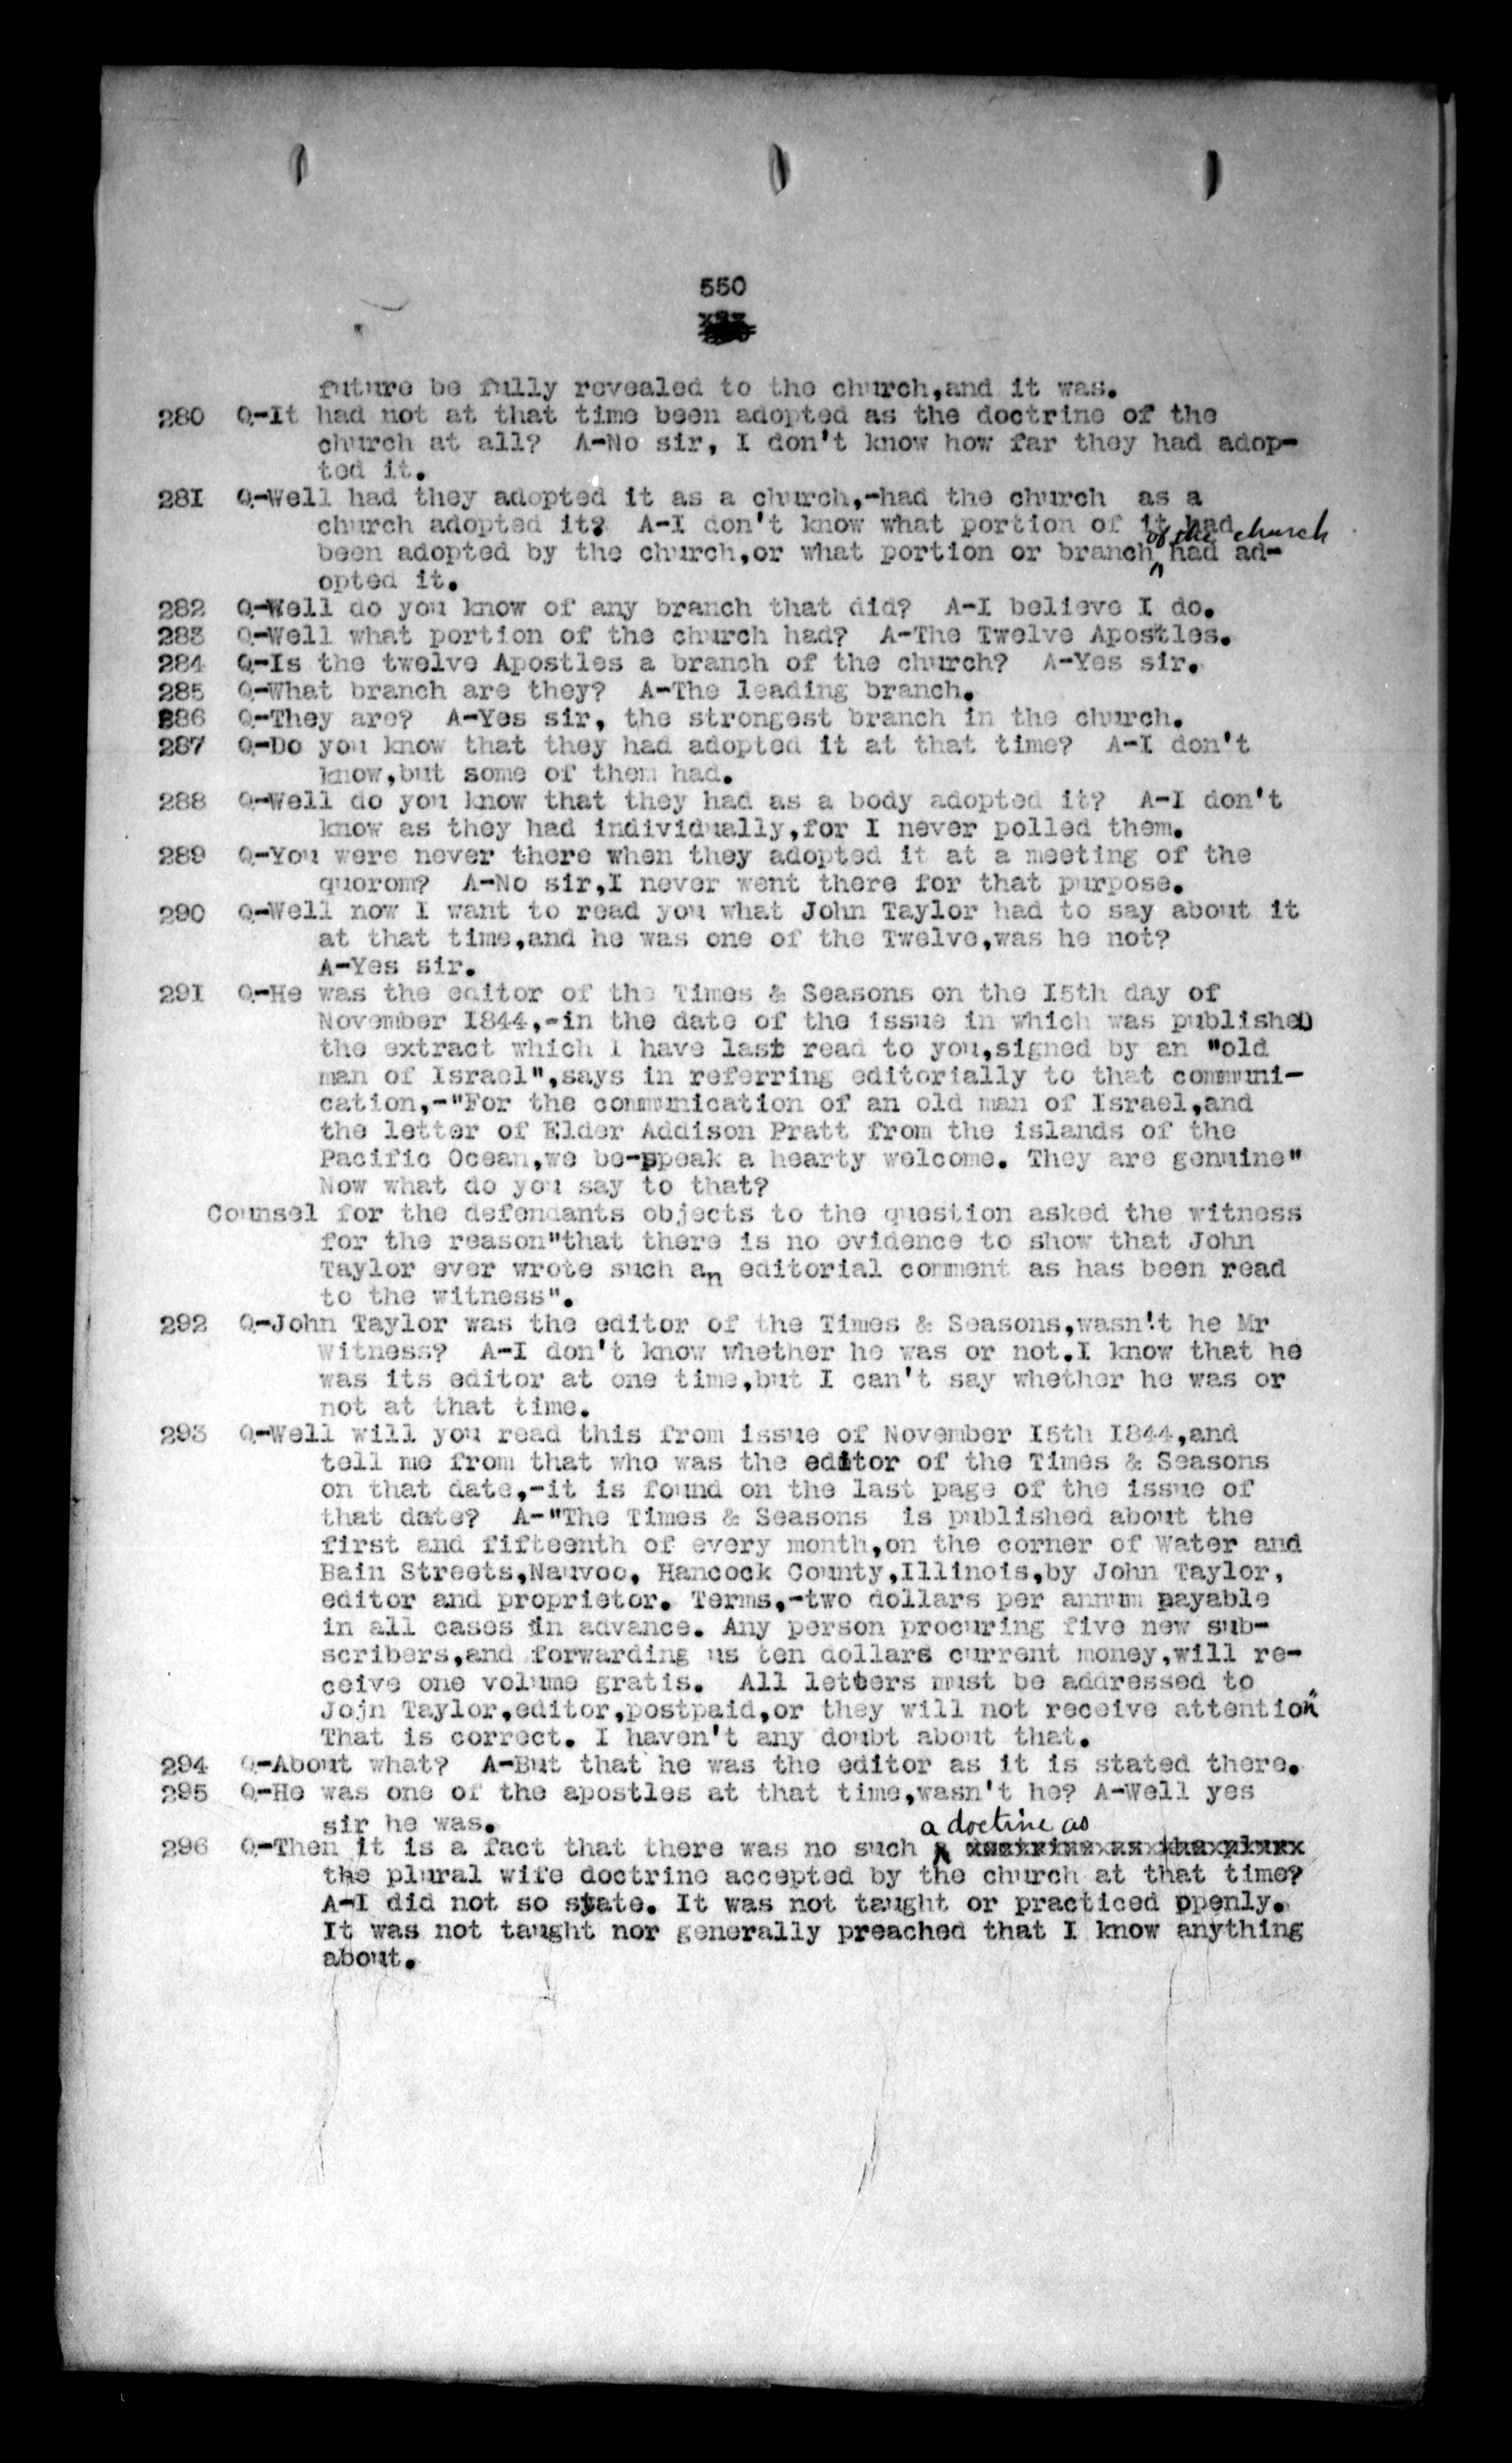 550
future be fully revealed to the church,and it was.
280 Q-It had not at that time been adopted as the doctrine of the
church at all? A-No sir, I don't know how far they had adop-
ted it.
281 Q-Well had they adopted it as a church,-had the church as a
church adopted it? A-I don't know what portion of it had
of the church
been adopted by the church,or what portion or branch had ad-
opted it.
282 Q-Well do you know of any branch that did? A-I believe I do.
283 Q-Well what portion of the church had? A-The Twelve Apostles.
284 Q-Is the twelve Apostles a branch of the church? A-Yes sir.
285 Q-What branch are they? A-The leading branch.
286 Q-They are? A-Yes sir, the strongest branch in the church.
287 Q-Do you know that they had adopted it at that time? A-I don't
know,but some of them had.
288 Q-Well do you know that they had as a body adopted it? A-I don't
know as they had individually,for I never polled them.
289 Q-You were never there when they adopted it at a meeting of the
quorom? A-No sir,I never went there for that purpose.
290 Q-Well now I want to read you what John Taylor had to say about it
at that time,and he was one of the Twelve,was he not?
A-Yes sir.
291 Q-He was the editor of the Times & Seasons on the I5th day of
November I844,-in the date of the issue in which was published
the extract which I have last read to you,signed by an "old
man of Israel",says in referring editorially to that communi-
cation,-"For the communication of an old man of Israel,and
the letter of Elder Addison Pratt from the islands of the
Pacific Ocean,we be-speak a hearty welcome. They are genuine"
Now what do you say to that?
Counsel for the defendants objects to the question asked the witness
for the reason"that there is no evidence to show that John
Taylor ever wrote such an editorial comment as has been read
to the witness".
292 Q-John Taylor was the editor of the Times & Seasons,wasn't he Mr
Witness? A-I don't know whether he was or not.I know that he
was its editor at one time,but I can't say whether he was or
not at that time.
293 Q-Well will you read this from issue of November I5th I844,and
tell me from that who was the editor of the Times & Seasons
on that date,-it is found on the last page of the issue of
that date? A-"The Times & Seasons is published about the
first and fifteenth of every month,on the corner of Water and
Bain Streets,Nauvoo, Hancock County,Illinois,by John Taylor,
editor and proprietor. Terms,-two dollars per annum payable
in all cases in advance. Any person procuring five new sub-
scribers,and forwarding us ten dollars current money,will re-
ceive one volume gratis. All letters must be addressed to
Jojn Taylor,editor,postpaid,or they will not receive attention"
That is correct. I haven't any doubt about that.
294 Q-About what? A-But that he was the editor as it is stated there.
295 Q-He was one of the apostles at that time,wasn't he? A-Well yes
sir he was.
a doctrine as
296 Q-Then it is a fact that there was no such
the plural wife doctrine accepted by the church at that time?
A-I did not so state. It was not taught or practiced openly.
It was not taught nor generally preached that I know anything
about.